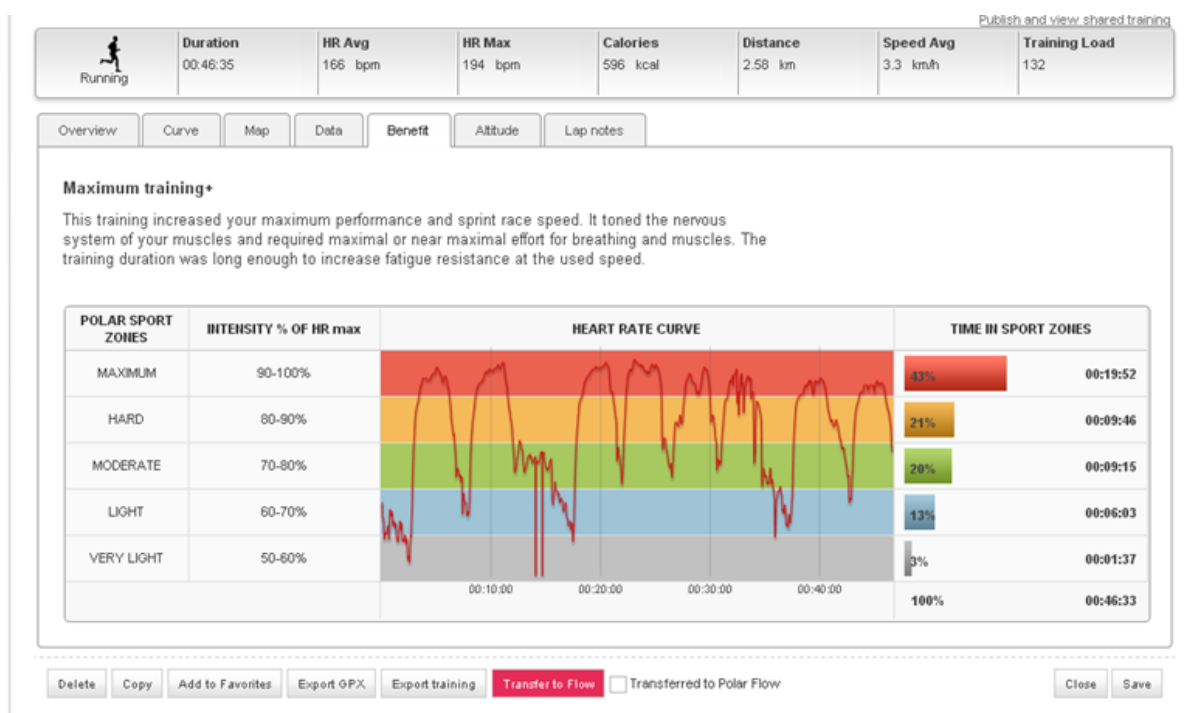 Publish and view shared training
Running
Duration HR Avg HR Max Calories Distance Speed Avg Training Load
00:46:35 166 bpm 194 bpm 596 kcal 2.58 km 3.3 km/h 132
Overview Curve Map Data Benefit Altitude Lap notes
Maximum training+
This training increased your maximum performance and sprint race speed. It toned the nervous
system of your muscles and required maximal or near maximal effort for breathing and muscles. The
training duration was long enough to increase fatigue resistance at the used speed.
POLAR SPORT
ZONES INTENSITY % OF HR max HEART RATE CURVE TIME IN SPORT ZONES
MAXIMUM 90-100% 43% 00:19:52
HARD 80-90% 21% 00:09:46
MODERATE 70-80% 20% 00:09:15
LIGHT 60-70% 13% 00:06:03
VERY LIGHT 50-60% 3% 00:01:37
00:10:00 00:20:00 00:30:00 00:40:00
100% 00:46:33
Delete Copy Add to Favorites Export GPX Export training Transfer to Flow Transferred to Polar Flow Close Save